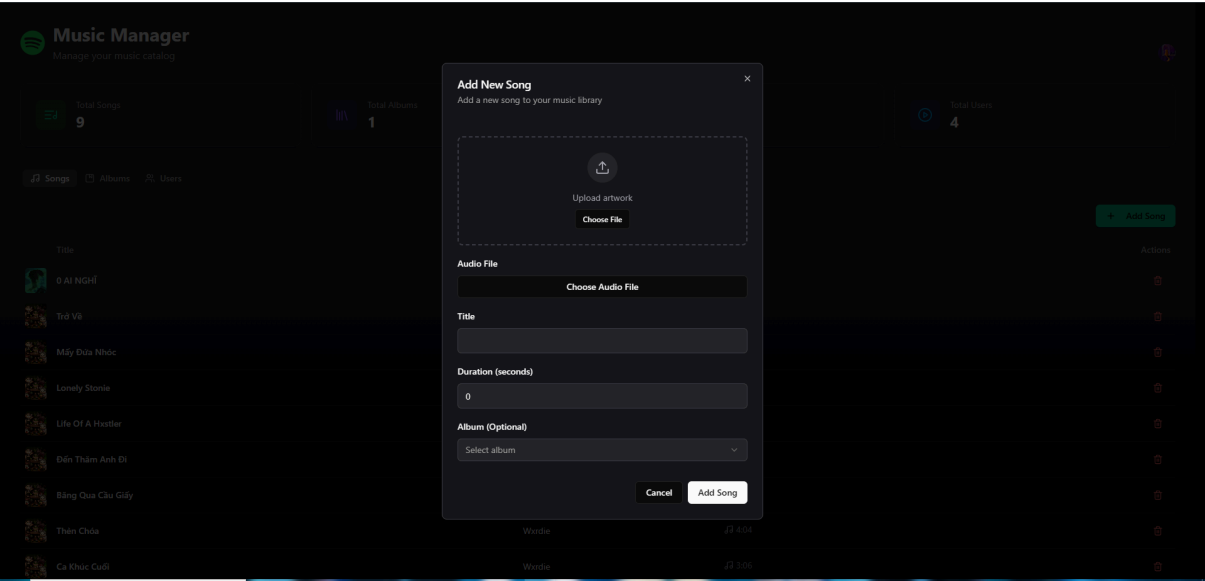 Music Manager
Manage your music catalog
Total Songs
9
Total Albums
1
Total Users
4
Songs
Albums
Users
+ Add Song
Title
Actions
0 AI NGHĨ
Trở Về
Mấy Đứa Nhóc
Lonely Stonie
Life Of A Hxstler
Đến Thăm Anh Đi
Băng Qua Cầu Giấy
Thén Chóa Wxrdie 4:04
Ca Khúc Cuối Wxrdie 3:06
Add New Song
Add a new song to your music library
Upload artwork
Choose File
Audio File
Choose Audio File
Title
Duration (seconds)
0
Album (Optional)
Select album
Cancel
Add Song